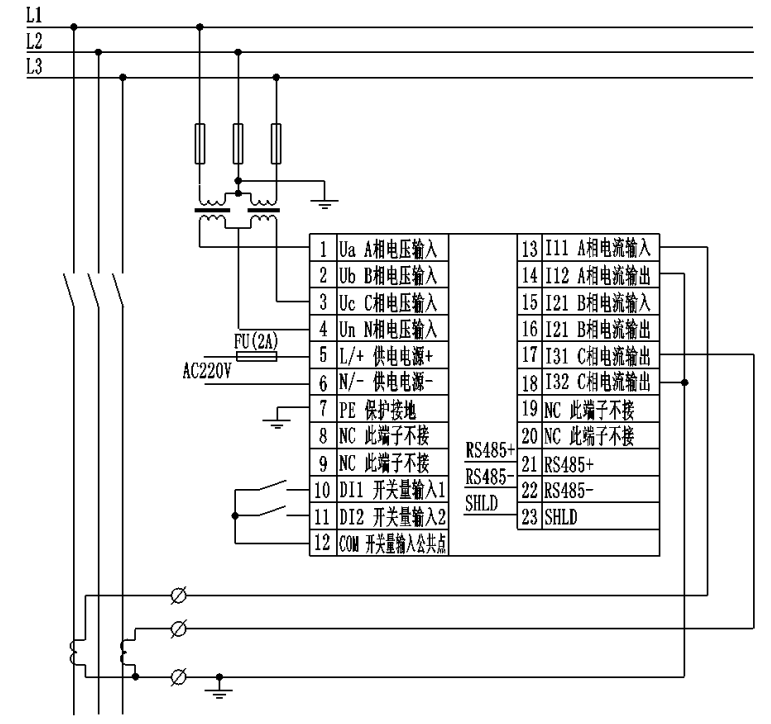 L1
L2
L3
1 Ua A相电压输入
2 Ub B相电压输入
3 Uc C相电压输入
4 Un N相电压输入
FU(2A)
5 L/+ 供电电源+
AC220V
6 N/- 供电电源-
7 PE 保护接地
8 NC 此端子不接
9 NC 此端子不接
10 DI1 开关量输入1
11 DI2 开关量输入2
12 COM 开关量输入公共点
13 I11 A相电流输入
14 I12 A相电流输出
15 I21 B相电流输入
16 I21 B相电流输出
17 I31 C相电流输出
18 I32 C相电流输出
19 NC 此端子不接
20 NC 此端子不接
RS485+
21 RS485+
RS485-
22 RS485-
SHLD
23 SHLD